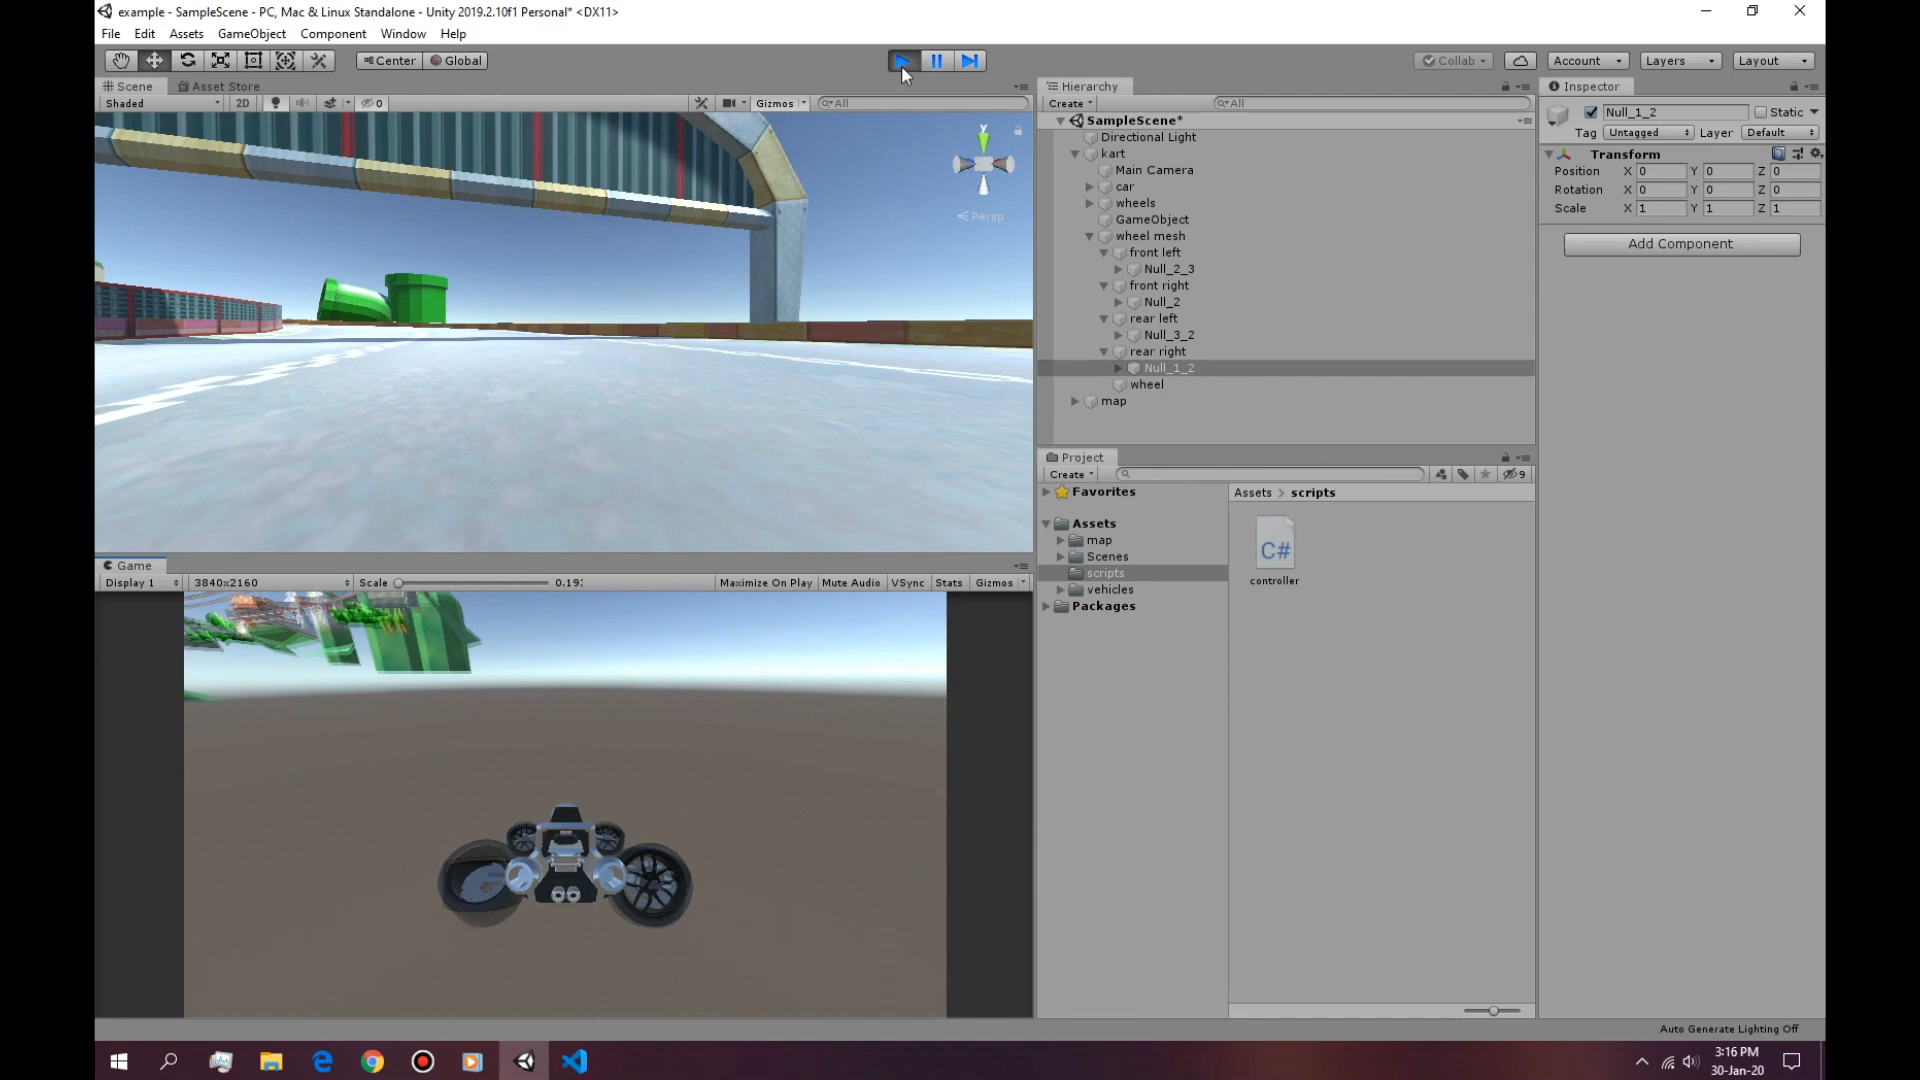 example - SampleScene - PC, Mac & Linux Standalone - Unity 2019.2.10f1 Personal* <DX11>
File Edit Assets GameObject Component Window Help
Center Global Collab Account Layers Layout
Scene Asset Store
Shaded 2D 0 Gizmos All
y
Persp
Game
Display 1 3840x2160 Scale 0.19 Maximize On Play Mute Audio VSync Stats Gizmos
Hierarchy
Create All
SampleScene*
Directional Light
kart
Main Camera
car
wheels
GameObject
wheel mesh
front left
Null_2_3
front right
Null_2
rear left
Null_3_2
rear right
Null_1_2
wheel
map
Project
Create 9
Favorites
Assets
map
Scenes
scripts
vehicles
Packages
Assets > scripts
C#
controller
Inspector
Null_1_2 Static
Tag Untagged Layer Default
Transform
Position X 0 Y 0 Z 0
Rotation X 0 Y 0 Z 0
Scale X 1 Y 1 Z 1
Add Component
Auto Generate Lighting Off
3:16 PM
30-Jan-20